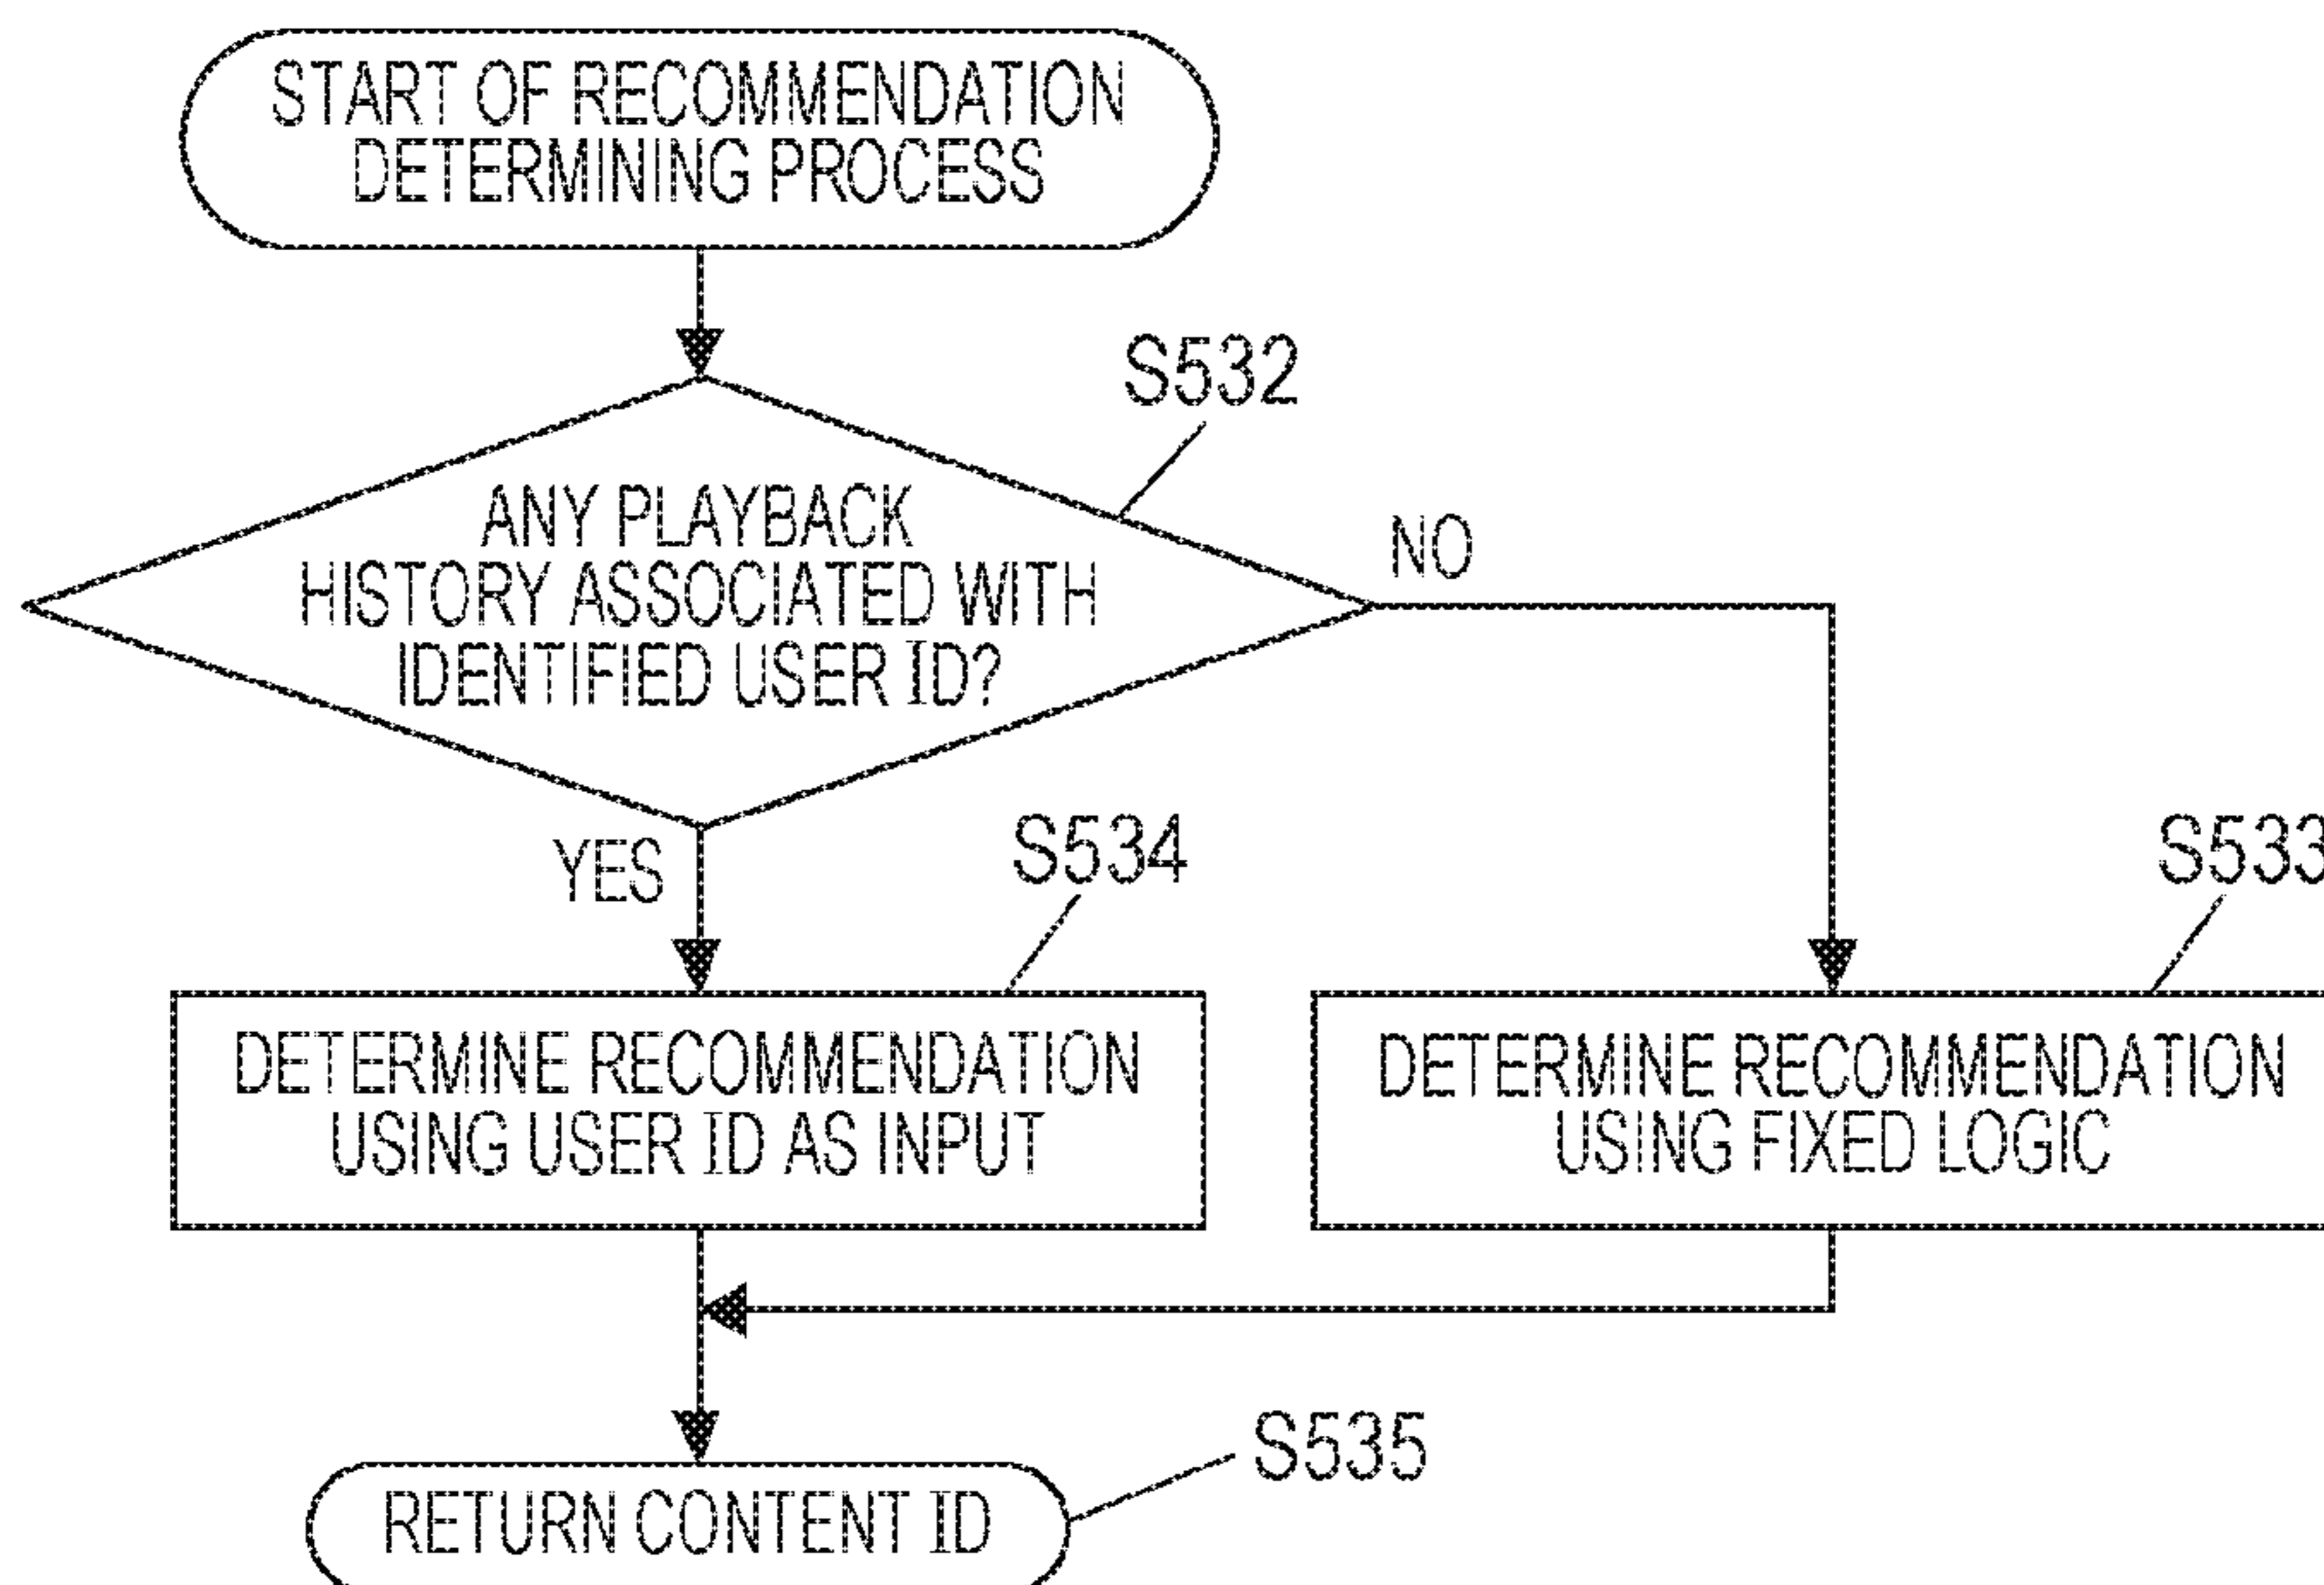 START OF RECOMMENDATION
DETERMINING PROCESS
S532
ANY PLAYBACK
HISTORY ASSOCIATED WITH
IDENTIFIED USER ID?
NO
YES
S534
S533
DETERMINE RECOMMENDATION
USING USER ID AS INPUT
DETERMINE RECOMMENDATION
USING FIXED LOGIC
S535
RETURN CONTENT ID